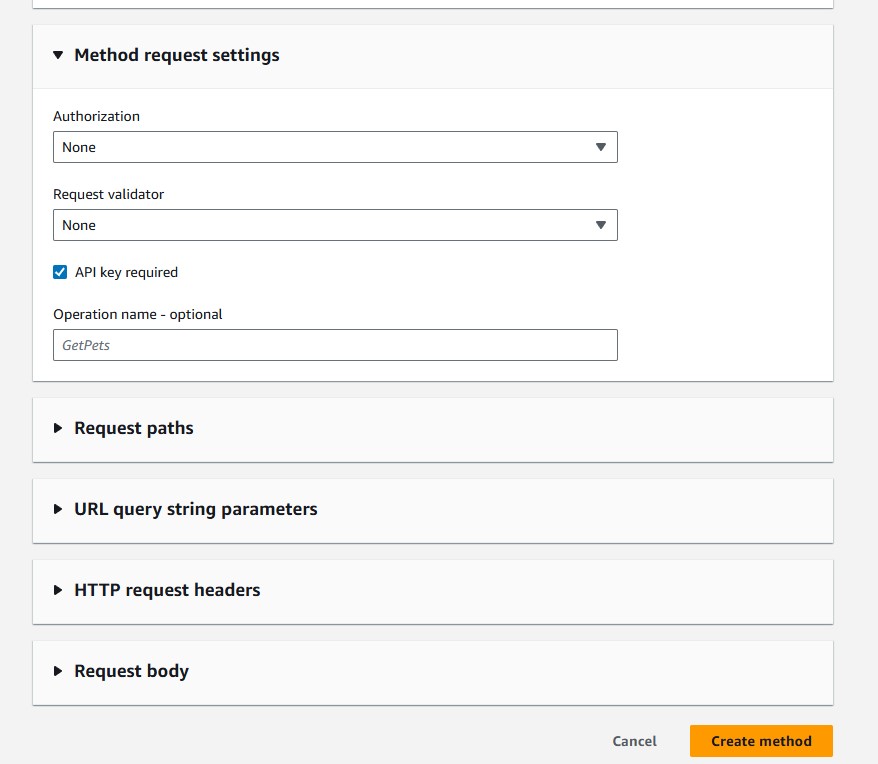 Method request settings
Authorization
None
Request validator
None
API key required
Operation name - optional
GetPets
Request paths
URL query string parameters
HTTP request headers
Request body
Cancel Create method